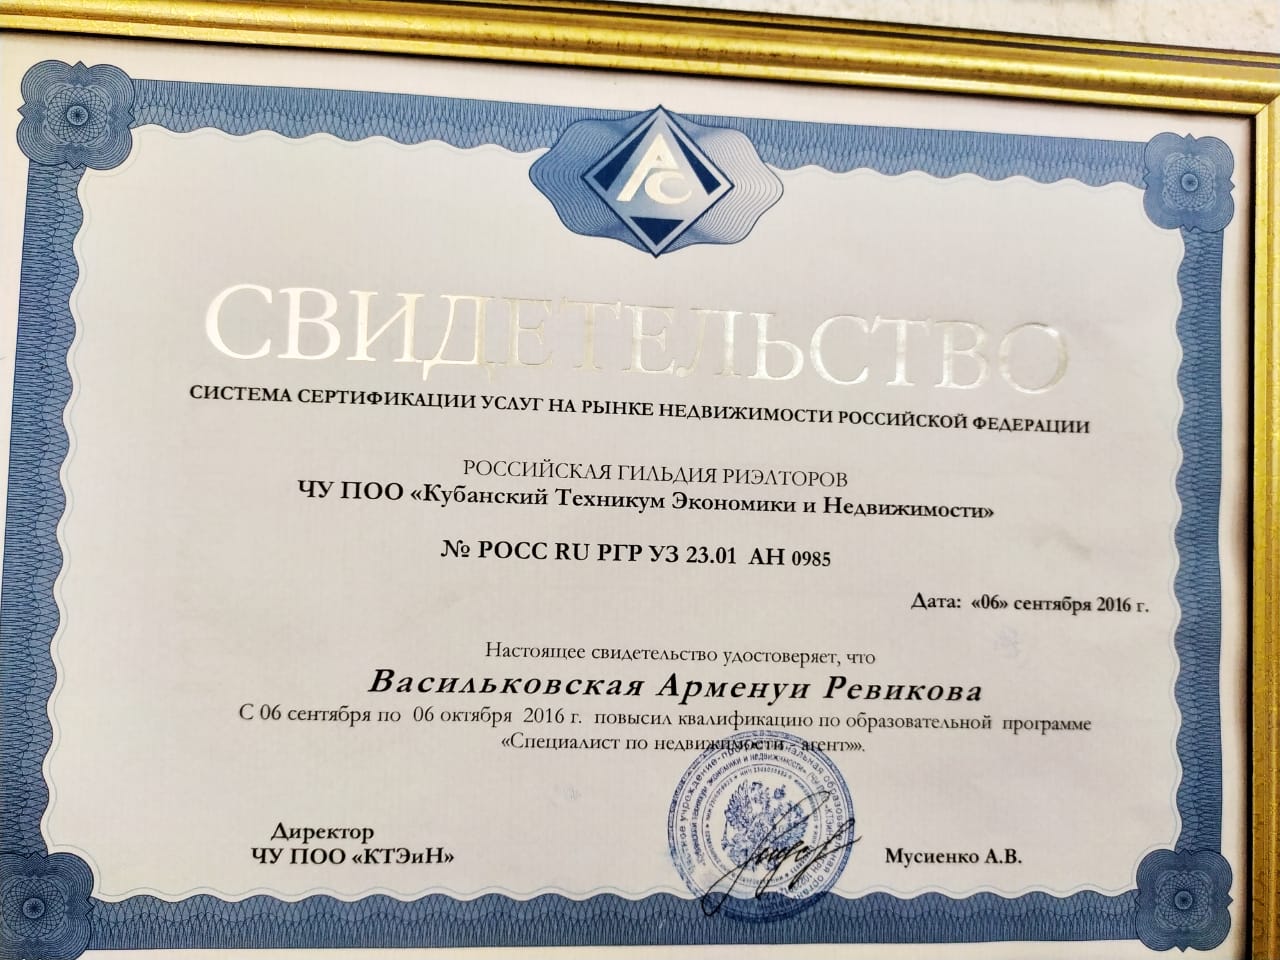 АС
СВИДЕТЕЛЬСТВО
СИСТЕМА СЕРТИФИКАЦИИ УСЛУГ НА РЫНКЕ НЕДВИЖИМОСТИ РОССИЙСКОЙ ФЕДЕРАЦИИ
РОССИЙСКАЯ ГИЛЬДИЯ РИЭЛТОРОВ
ЧУ ПОО «Кубанский Техникум Экономики и Недвижимости»
№ РОСС RU РГР УЗ 23.01 АН 0985
Дата: «06» сентября 2016 г.
Настоящее свидетельство удостоверяет, что
Васильковская Арменуи Ревиковa
С 06 сентября по 06 октября 2016 г. повысил квалификацию по образовательной программе
«Специалист по недвижимости - агент»».
Директор
ЧУ ПОО «КТЭиН»
Мусиенко А.В.